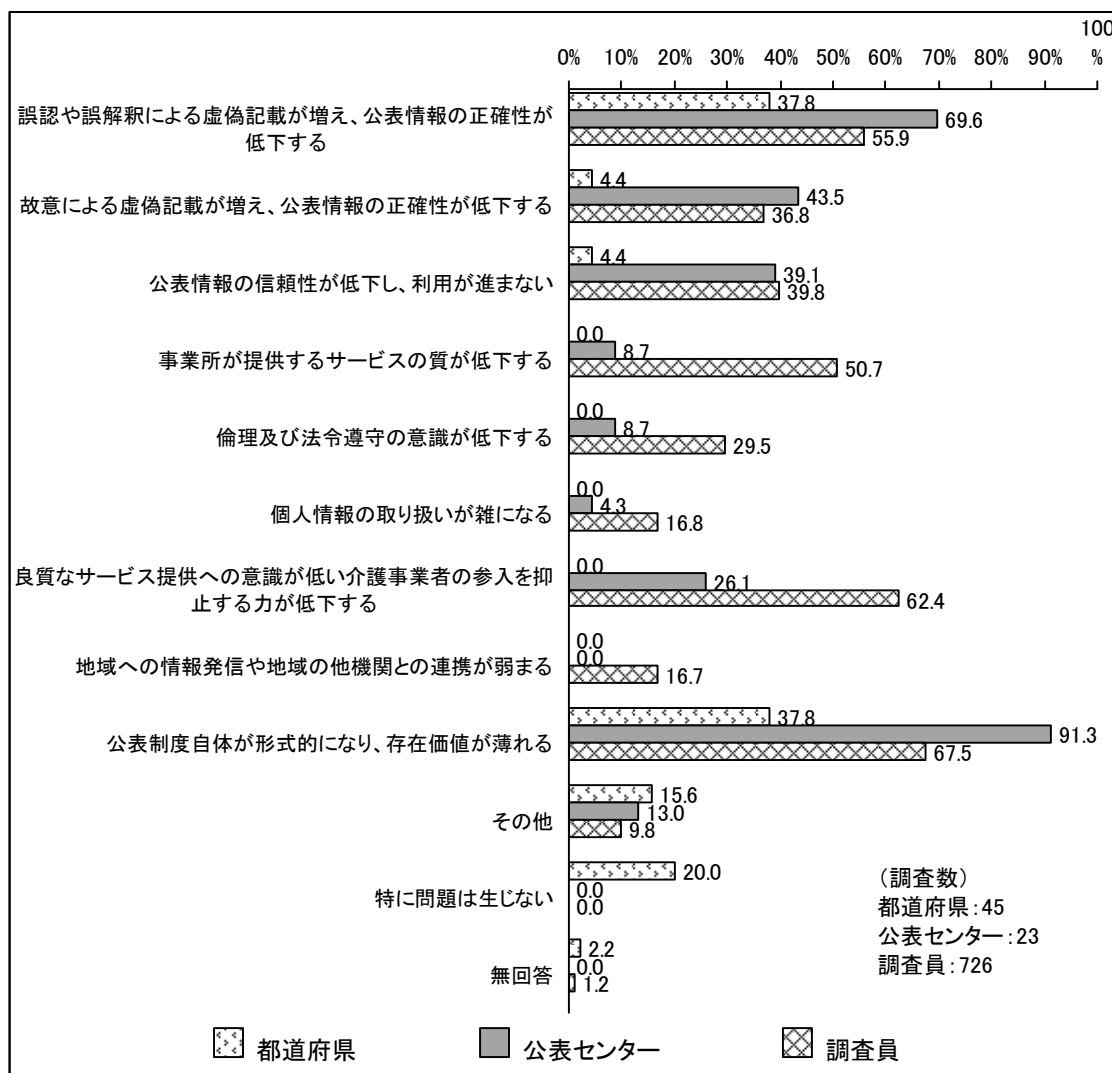 100
0% 10% 20% 30% 40% 50% 60% 70% 80% 90% %
誤認や誤解釈による虚偽記載が増え、公表情報の正確性が
低下する
37.8
69.6
55.9
故意による虚偽記載が増え、公表情報の正確性が低下する
4.4
43.5
36.8
公表情報の信頼性が低下し、利用が進まない
4.4
39.1
39.8
事業所が提供するサービスの質が低下する
0.0
8.7
50.7
倫理及び法令遵守の意識が低下する
0.0
8.7
29.5
個人情報の取り扱いが雑になる
0.0
4.3
16.8
良質なサービス提供への意識が低い介護事業者の参入を抑
止する力が低下する
0.0
26.1
62.4
地域への情報発信や地域の他機関との連携が弱まる
0.0
0.0
16.7
公表制度自体が形式的になり、存在価値が薄れる
37.8
91.3
67.5
その他
15.6
13.0
9.8
特に問題は生じない
20.0
0.0
0.0
無回答
2.2
0.0
1.2
（調査数）
都道府県：45
公表センター：23
調査員：726
都道府県 公表センター 調査員